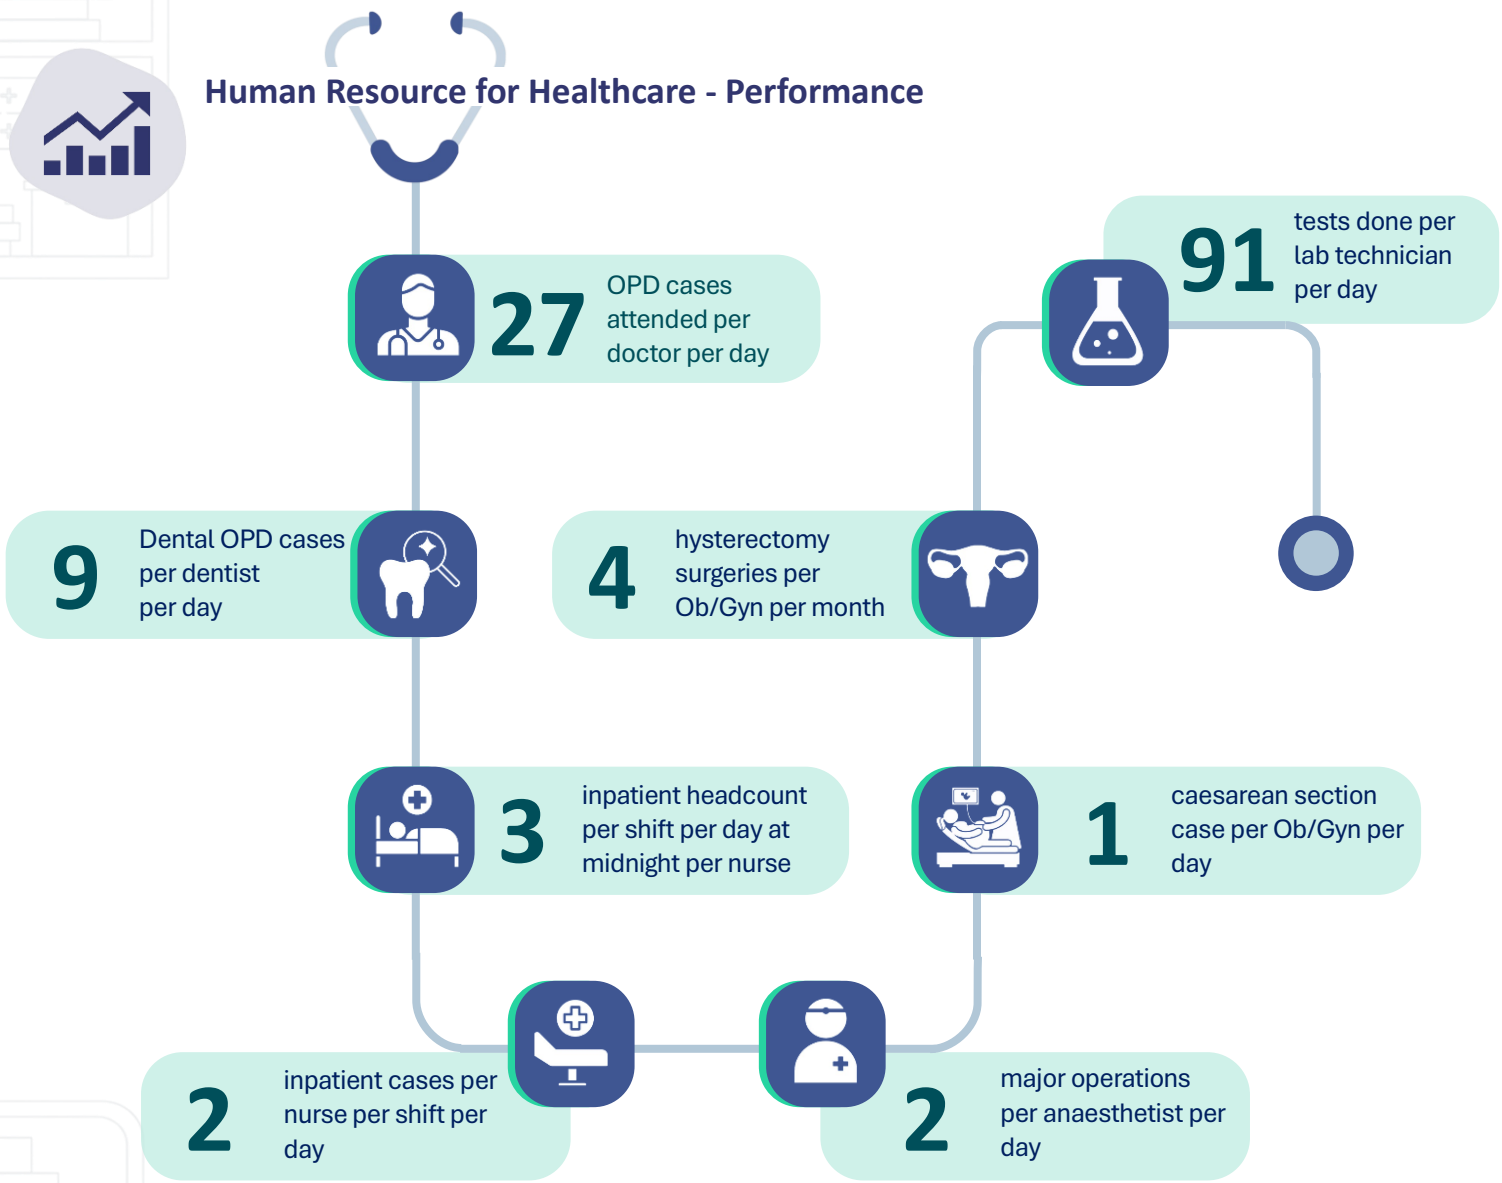 Human Resource for Healthcare - Performance
27
OPD cases
attended per
doctor per day
9
Dental OPD cases
per dentist
per day
3
inpatient headcount
per shift per day at
midnight per nurse
2
inpatient cases per
nurse per shift per
day
2
major operations
per anaesthetist per
day
1
caesarean section
case per Ob/Gyn per
day
4
hysterectomy
surgeries per
Ob/Gyn per month
91
tests done per
lab technician
per day